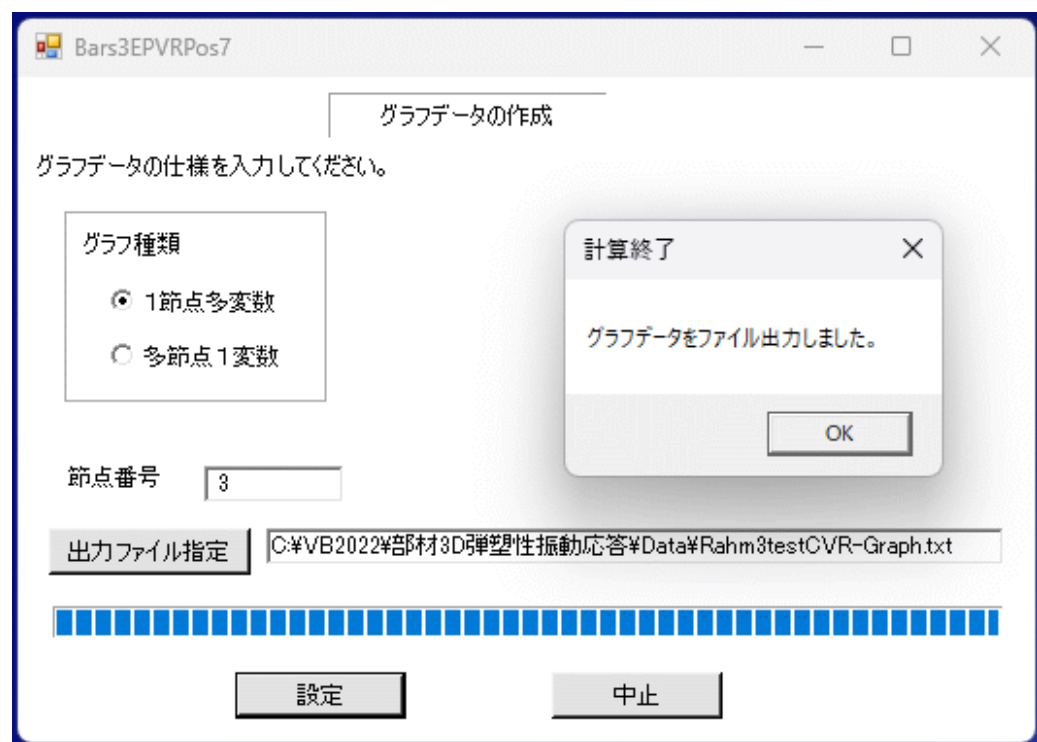 Bars3EPVRPos7
グラフデータの作成
グラフデータの仕様を入力してください。
グラフ種類
1節点多変数
多節点1変数
計算終了
グラフデータをファイル出力しました。
OK
節点番号
3
出力ファイル指定
C:¥VB2022¥部材3D弾塑性振動応答¥Data¥Rahm3testCVR-Graph.txt
設定
中止